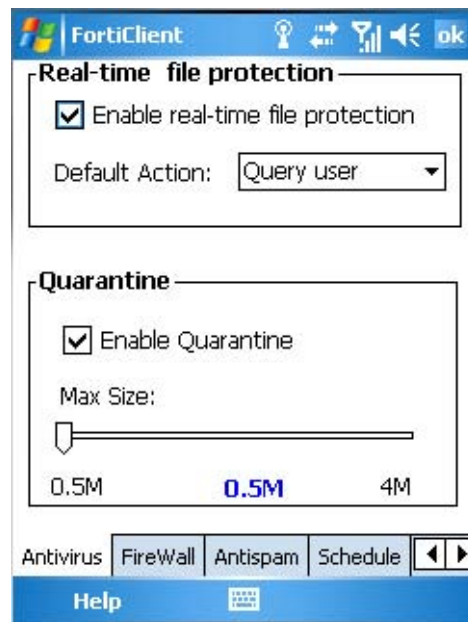 FortiClient ok
Real-time file protection
Enable real-time file protection
Default Action: Query user
Quarantine
Enable Quarantine
Max Size:
0.5M 0.5M 4M
Antivirus FireWall Antispam Schedule
Help